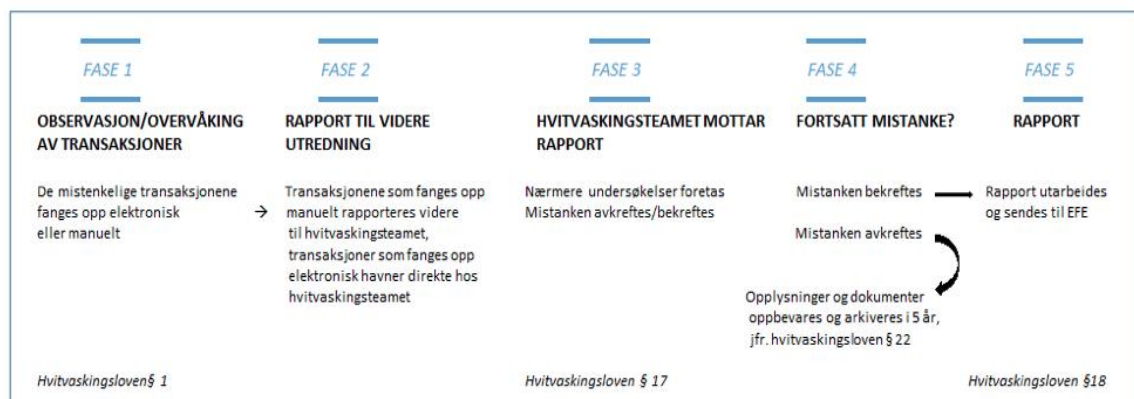 FASE 1
OBSERVASJON/OVERVÅKING
AV TRANSAKSJONER
De mistenkelige transaksjonene
fanges opp elektronisk
eller manuelt
Hvitvaskingsloven§ 1
FASE 2
RAPPORT TIL VIDERE
UTREDNING
Transaksjonene som fanges opp
manuelt rapporteres videre
til hvitvaskingsteamet,
transaksjoner som fanges opp
elektronisk havner direkte hos
hvitvaskingsteamet
FASE 3
HVITVASKINGSTEAMET MOTTAR
RAPPORT
Nærmere undersøkelser foretas
Mistanken avkreftes/bekreftes
Hvitvaskingsloven § 17
FASE 4
FORTSATT MISTANKE?
Mistanken bekreftes
Mistanken avkreftes
Opplysninger og dokumenter
oppbevares og arkiveres i 5 år,
jfr. hvitvaskingsloven § 22
FASE 5
RAPPORT
Rapport utarbeides
og sendes til EFE
Hvitvaskingsloven §18